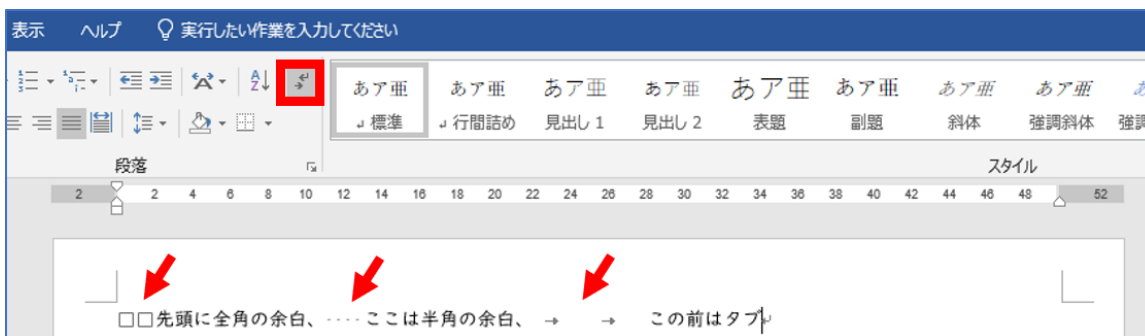 表示 ヘルプ 実行したい作業を入力してください
あア亜 あア亜 あア亜 あア亜 あア亜 あア亜 あア亜 あア亜 あ
↲ 標準 ↲ 行間詰め 見出し 1 見出し 2 表題 副題 斜体 強調斜体 強調
段落 スタイル
2 2 4 6 8 10 12 14 16 18 20 22 24 26 28 30 32 34 36 38 40 42 44 46 48 52
□□先頭に全角の余白、····ここは半角の余白、 → → この前はタブ↵